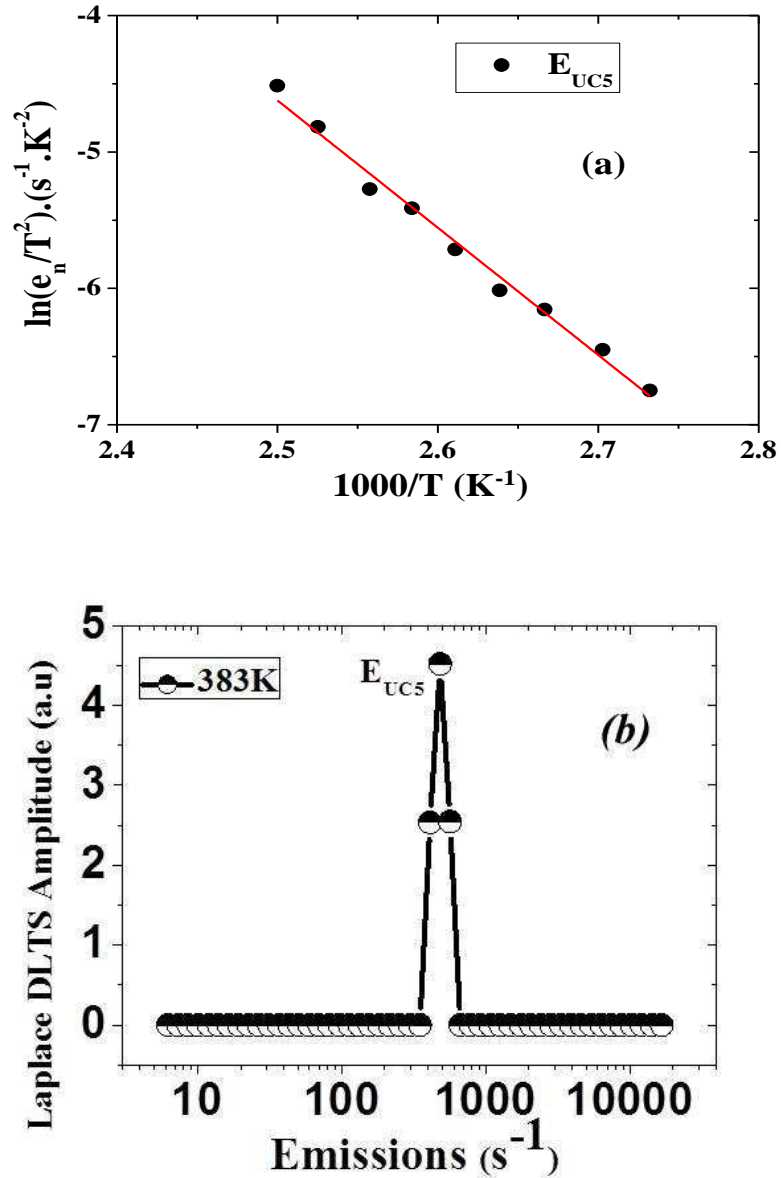 -4
E_UC5
(a)
-5
-6
-7
ln(e_n/T²).(s⁻¹.K⁻²)
2.4 2.5 2.6 2.7 2.8
1000/T (K⁻¹)
5
383K
E_UC5
(b)
4
3
2
1
0
Laplace DLTS Amplitude (a.u)
10 100 1000 10000
Emissions (s⁻¹)